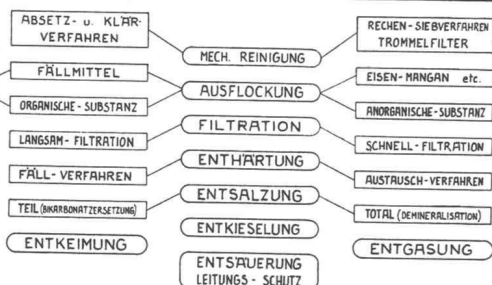 ABSETZ- u. KLÄR-
VERFAHREN
FÄLLMITTEL
ORGANISCHE-SUBSTANZ
LANGSAM-FILTRATION
FÄLL-VERFAHREN
TEIL (BIKARBONATZERSETZUNG)
ENTKEIMUNG
MECH. REINIGUNG
AUSFLOCKUNG
FILTRATION
ENTHÄRTUNG
ENTSALZUNG
ENTKIESELUNG
ENTSÄUERUNG
LEITUNGS-SCHUTZ
RECHEN-SIEBVERFAHREN
TROMMELFILTER
EISEN-MANGAN etc.
ANORGANISCHE-SUBSTANZ
SCHNELL-FILTRATION
AUSTAUSCH-VERFAHREN
TOTAL (DEMINERALISATION)
ENTGASUNG